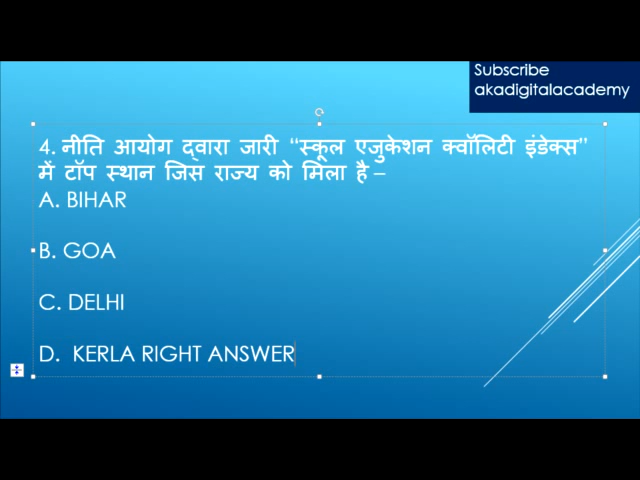 Subscribe
akadigitalacademy
4. नीति आयोग द्वारा जारी “स्कूल एजुकेशन क्वॉलिटी इंडेक्स”
में टॉप स्थान जिस राज्य को मिला है –
A. BIHAR
B. GOA
C. DELHI
D. KERLA RIGHT ANSWER